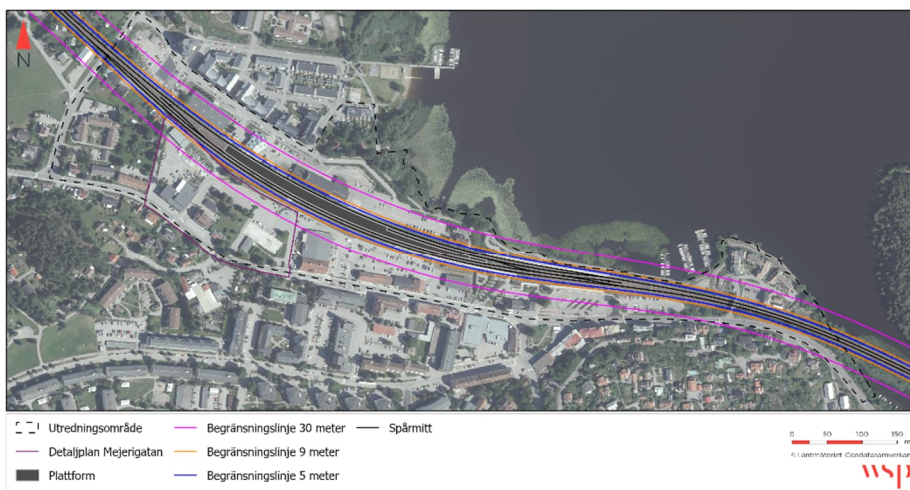 N
Utredningsområde
Begränsningslinje 30 meter
Spårmitt
Detaljplan Mejerigatan
Begränsningslinje 9 meter
Plattform
Begränsningslinje 5 meter
0 50 100 150 m
© Lantmäteriet, Geodatasamverkan
wsp